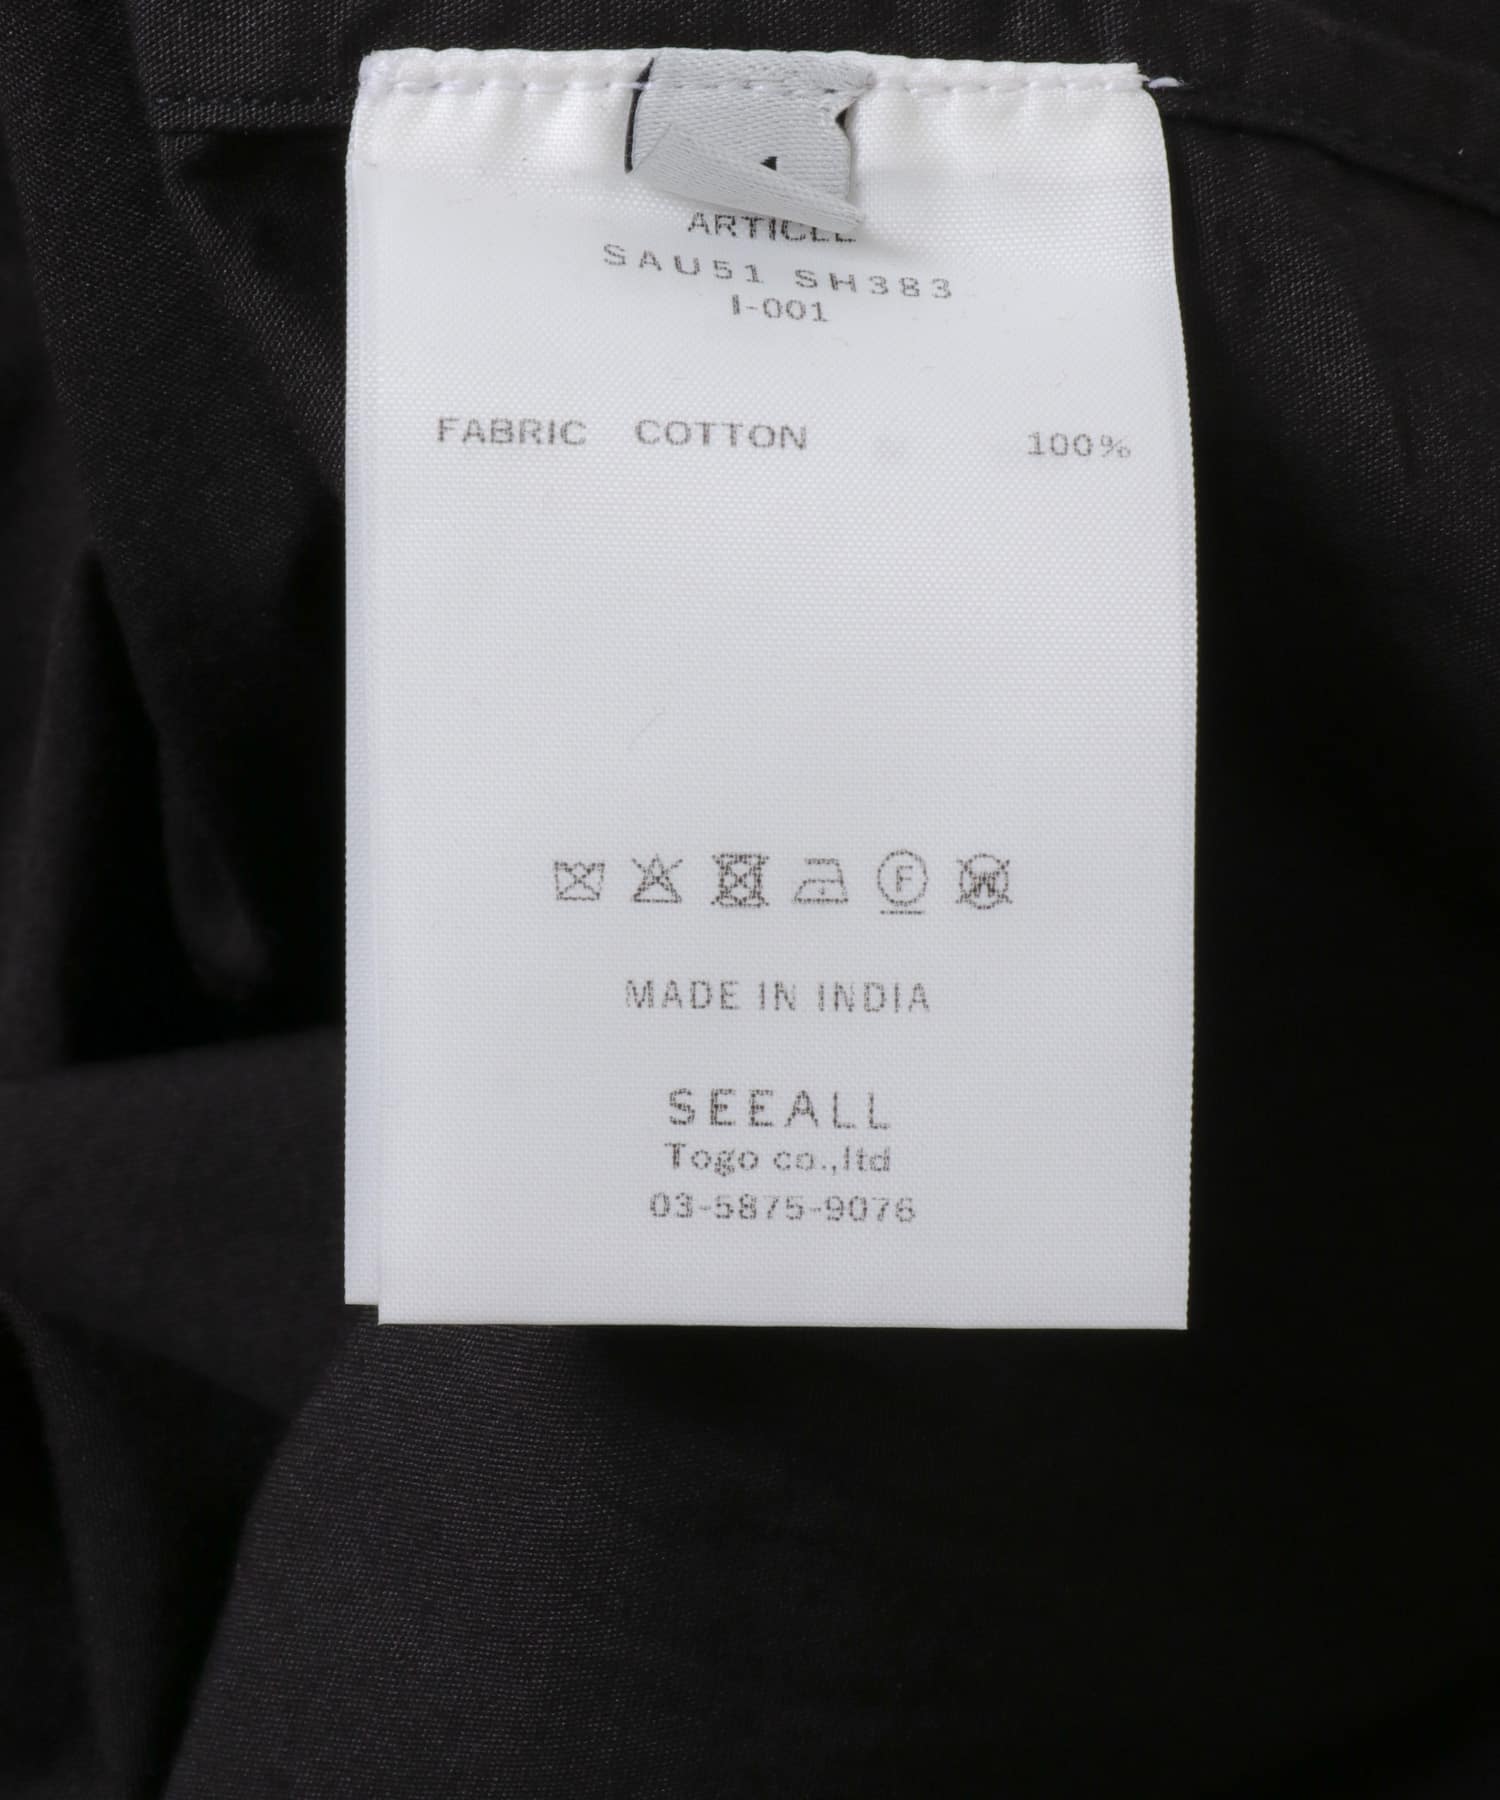 ARTICLE
SAU51 SH383
I-001
FABRIC COTTON 100%
F W
MADE IN INDIA
SEEALL
Togo co.,ltd
03-5875-9076